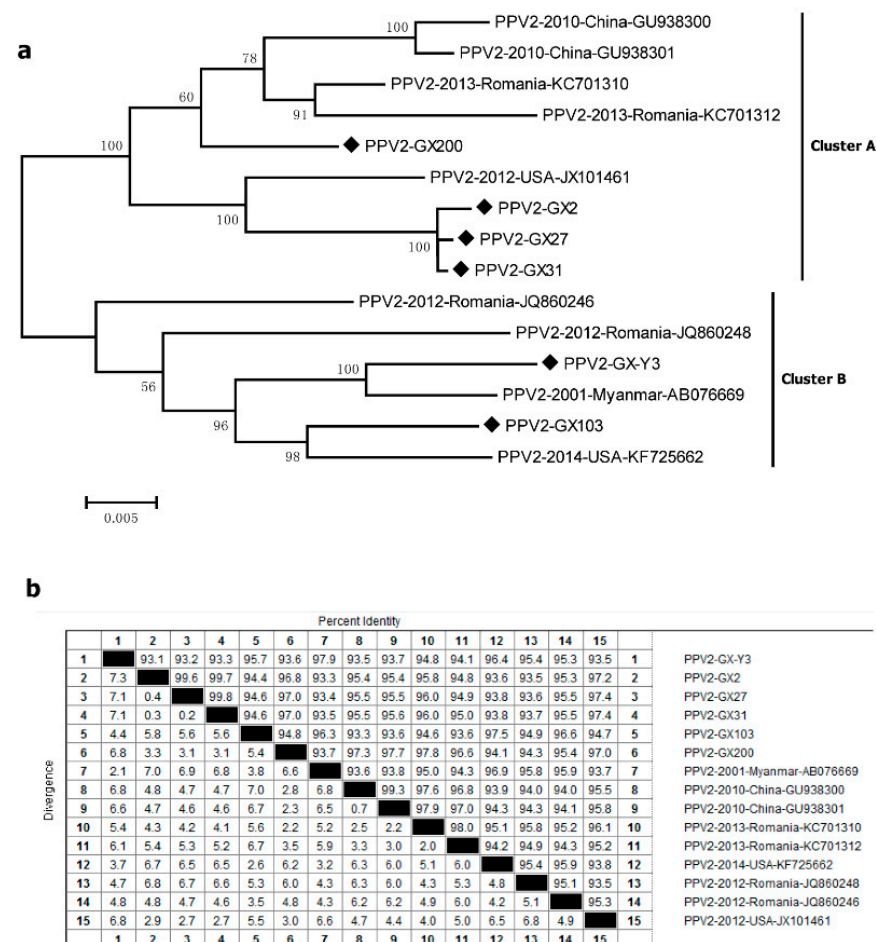 a
100
PPV2-2010-China-GU938300
PPV2-2010-China-GU938301
78
PPV2-2013-Romania-KC701310
60
91
PPV2-2013-Romania-KC701312
100
PPV2-GX200
Cluster A
PPV2-2012-USA-JX101461
100
PPV2-GX2
PPV2-GX27
100
PPV2-GX31
PPV2-2012-Romania-JQ860246
PPV2-2012-Romania-JQ860248
100
PPV2-GX-Y3
56
Cluster B
PPV2-2001-Myanmar-AB076669
96
PPV2-GX103
98
PPV2-2014-USA-KF725662
0.005
b
Percent Identity
1 2 3 4 5 6 7 8 9 10 11 12 13 14 15
1 93.1 93.2 93.3 95.7 93.6 97.9 93.5 93.7 94.8 94.1 96.4 95.4 95.3 93.5 1 PPV2-GX-Y3
2 7.3 99.6 99.7 94.4 96.8 93.3 95.4 95.4 95.8 94.8 93.6 93.5 95.3 97.2 2 PPV2-GX2
3 7.1 0.4 99.8 94.6 97.0 93.4 95.5 95.5 96.0 94.9 93.8 93.6 95.5 97.4 3 PPV2-GX27
4 7.1 0.3 0.2 94.6 97.0 93.5 95.5 95.6 96.0 95.0 93.8 93.7 95.5 97.4 4 PPV2-GX31
5 4.4 5.8 5.6 5.6 94.8 96.3 93.3 93.6 94.6 93.6 97.5 94.9 96.6 94.7 5 PPV2-GX103
6 6.8 3.3 3.1 3.1 5.4 93.7 97.3 97.7 97.8 96.6 94.1 94.3 95.4 97.0 6 PPV2-GX200
Divergence
7 2.1 7.0 6.9 6.8 3.8 6.6 93.6 93.8 95.0 94.3 96.9 95.8 95.9 93.7 7 PPV2-2001-Myanmar-AB076669
8 6.8 4.8 4.7 4.7 7.0 2.8 6.8 99.3 97.6 96.8 93.9 94.0 94.0 95.5 8 PPV2-2010-China-GU938300
9 6.6 4.7 4.6 4.6 6.7 2.3 6.5 0.7 97.9 97.0 94.3 94.3 94.1 95.8 9 PPV2-2010-China-GU938301
10 5.4 4.3 4.2 4.1 5.6 2.2 5.2 2.5 2.2 98.0 95.1 95.8 95.2 96.1 10 PPV2-2013-Romania-KC701310
11 6.1 5.4 5.3 5.2 6.7 3.5 5.9 3.3 3.0 2.0 94.2 94.9 94.3 95.2 11 PPV2-2013-Romania-KC701312
12 3.7 6.7 6.5 6.5 2.6 6.2 3.2 6.3 6.0 5.1 6.0 95.4 95.9 93.8 12 PPV2-2014-USA-KF725662
13 4.7 6.8 6.7 6.6 5.3 6.0 4.3 6.3 6.0 4.3 5.3 4.8 95.1 93.5 13 PPV2-2012-Romania-JQ860248
14 4.8 4.8 4.7 4.6 3.5 4.8 4.3 6.2 6.2 4.9 6.0 4.2 5.1 95.3 14 PPV2-2012-Romania-JQ860246
15 6.8 2.9 2.7 2.7 5.5 3.0 6.6 4.7 4.4 4.0 5.0 6.5 6.8 4.9 15 PPV2-2012-USA-JX101461
1 2 3 4 5 6 7 8 9 10 11 12 13 14 15